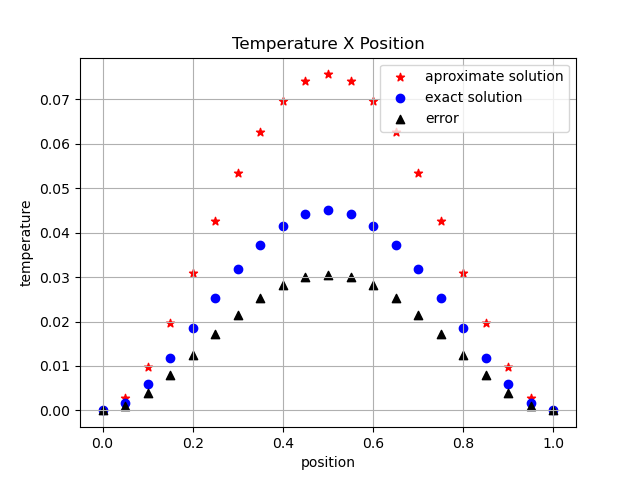 Temperature X Position
aproximate solution
exact solution
error
temperature
0.07
0.06
0.05
0.04
0.03
0.02
0.01
0.00
0.0 0.2 0.4 0.6 0.8 1.0
position